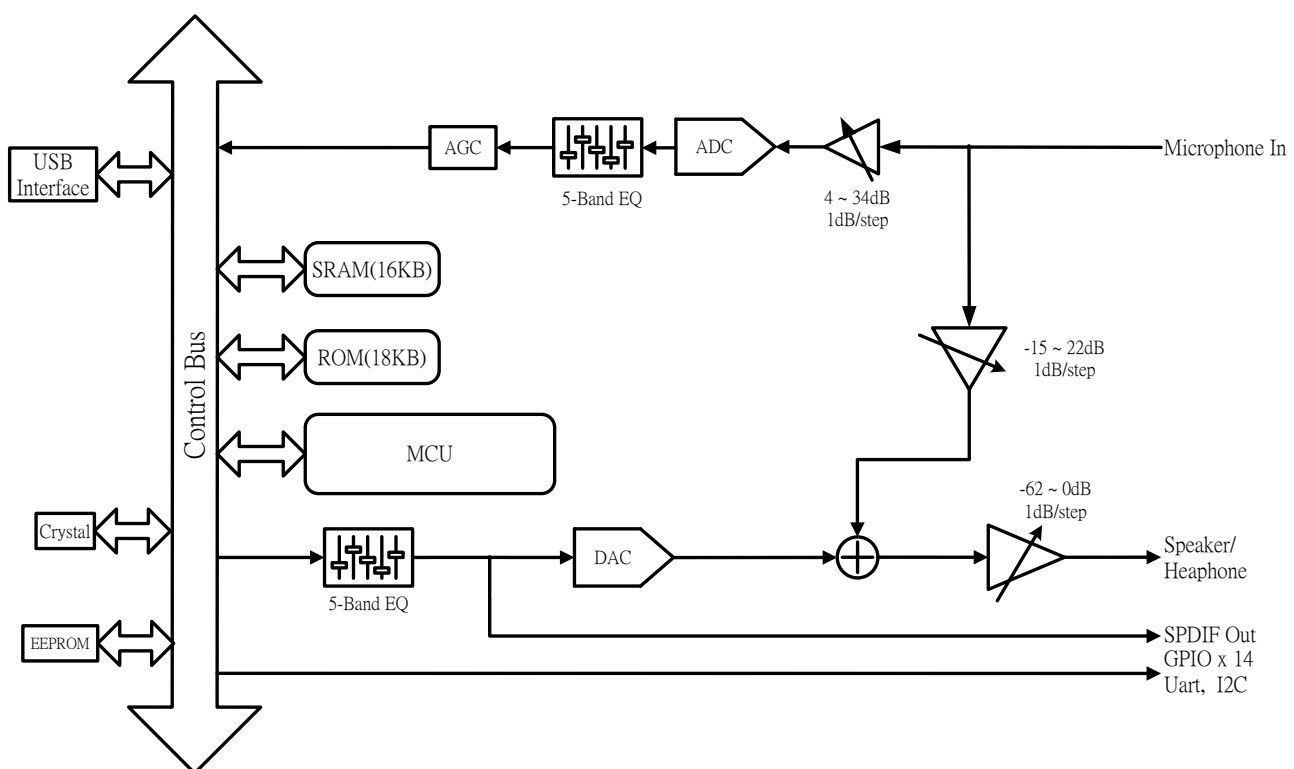 USB
Interface
AGC
5-Band EQ
ADC
4 ~ 34dB
1dB/step
Microphone In
SRAM(16KB)
ROM(18KB)
Control Bus
-15 ~ 22dB
1dB/step
MCU
Crystal
5-Band EQ
DAC
-62 ~ 0dB
1dB/step
Speaker/
Heaphone
EEPROM
SPDIF Out
GPIO x 14
Uart, I2C